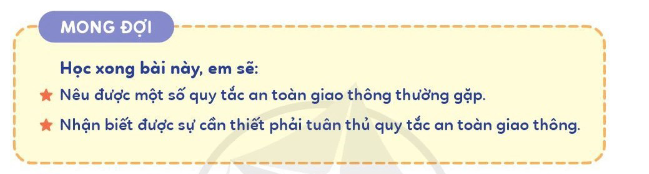 MONG ĐỢI
Học xong bài này, em sẽ:
Nêu được một số quy tắc an toàn giao thông thường gặp.
Nhận biết được sự cần thiết phải tuân thủ quy tắc an toàn giao thông.